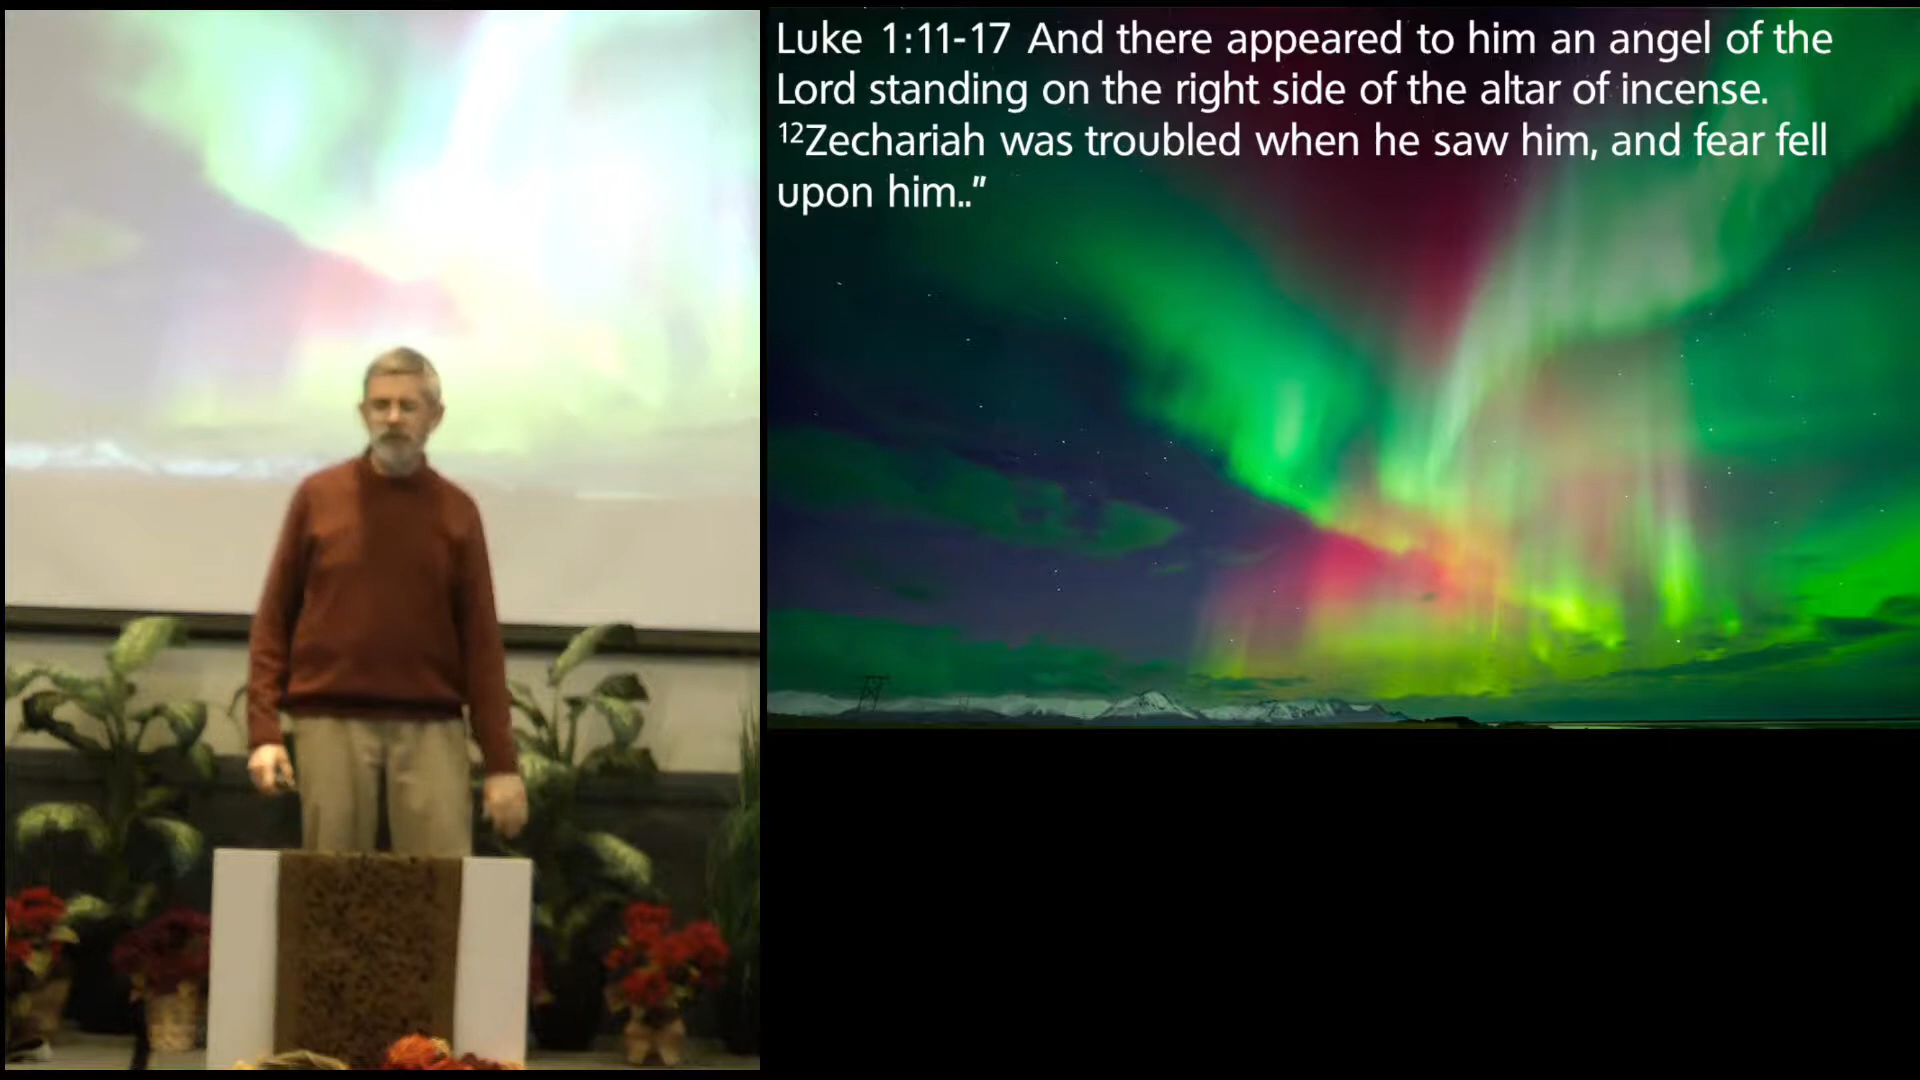 Luke 1:11-17 And there appeared to him an angel of the
Lord standing on the right side of the altar of incense.
¹²Zechariah was troubled when he saw him, and fear fell
upon him..”